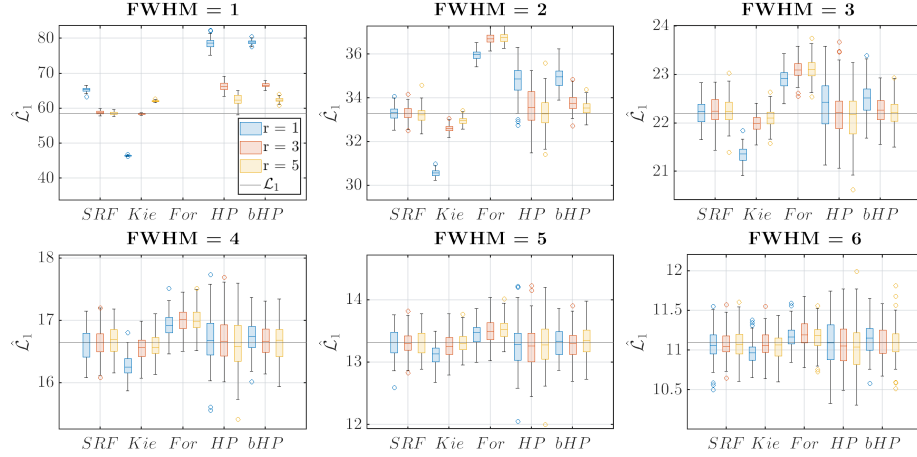 FWHM = 1
FWHM = 2
FWHM = 3
80
70
60
50
40
ℒ̂₁
SRF Kie For HP bHP
r = 1
r = 3
r = 5
ℒ₁
36
34
32
30
ℒ̂₁
SRF Kie For HP bHP
24
23
22
21
ℒ̂₁
SRF Kie For HP bHP
FWHM = 4
FWHM = 5
FWHM = 6
18
17
16
ℒ̂₁
SRF Kie For HP bHP
14
13
12
ℒ̂₁
SRF Kie For HP bHP
12
11.5
11
10.5
ℒ̂₁
SRF Kie For HP bHP